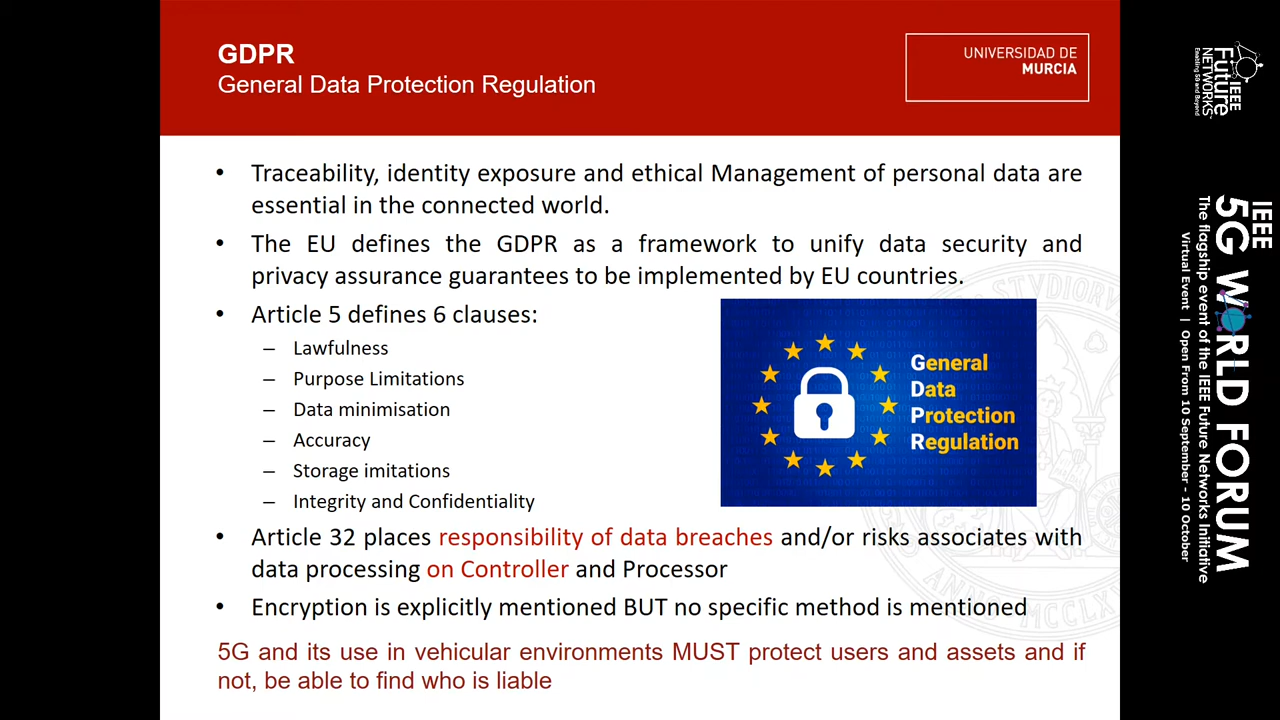 GDPR
General Data Protection Regulation
UNIVERSIDAD DE
MURCIA
• Traceability, identity exposure and ethical Management of personal data are
essential in the connected world.
• The EU defines the GDPR as a framework to unify data security and
privacy assurance guarantees to be implemented by EU countries.
• Article 5 defines 6 clauses:
– Lawfulness
– Purpose Limitations
– Data minimisation
– Accuracy
– Storage imitations
– Integrity and Confidentiality
General
Data
Protection
Regulation
• Article 32 places responsibility of data breaches and/or risks associates with
data processing on Controller and Processor
• Encryption is explicitly mentioned BUT no specific method is mentioned
5G and its use in vehicular environments MUST protect users and assets and if
not, be able to find who is liable
IEEE
Future
NETWORKS™
Enabling 5G and Beyond
IEEE
5G WORLD FORUM
The flagship event of the IEEE Future Networks Initiative
Virtual Event | Open From 10 September - 10 October